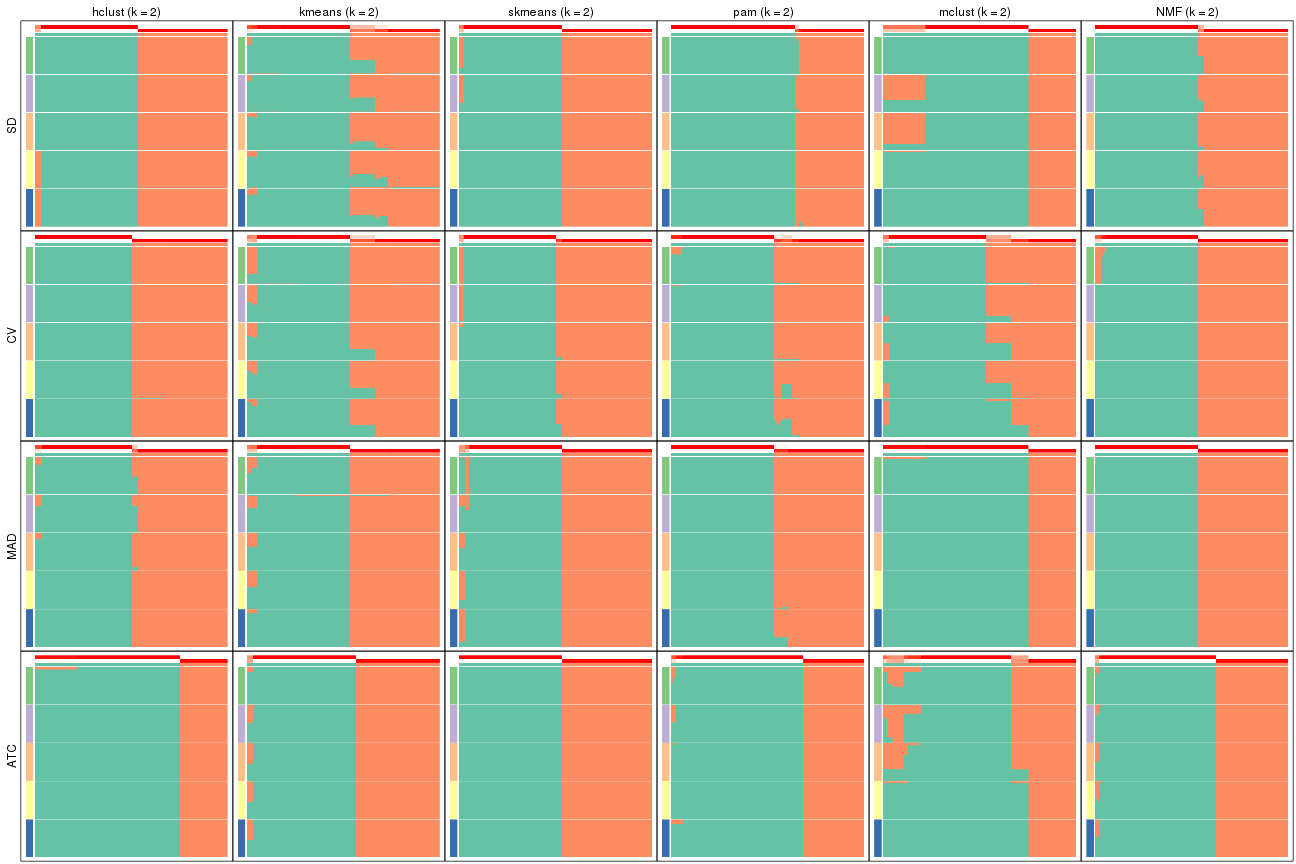 hclust (k = 2) kmeans (k = 2) skmeans (k = 2) pam (k = 2) mclust (k = 2) NMF (k = 2)
SD
CV
MAD
ATC